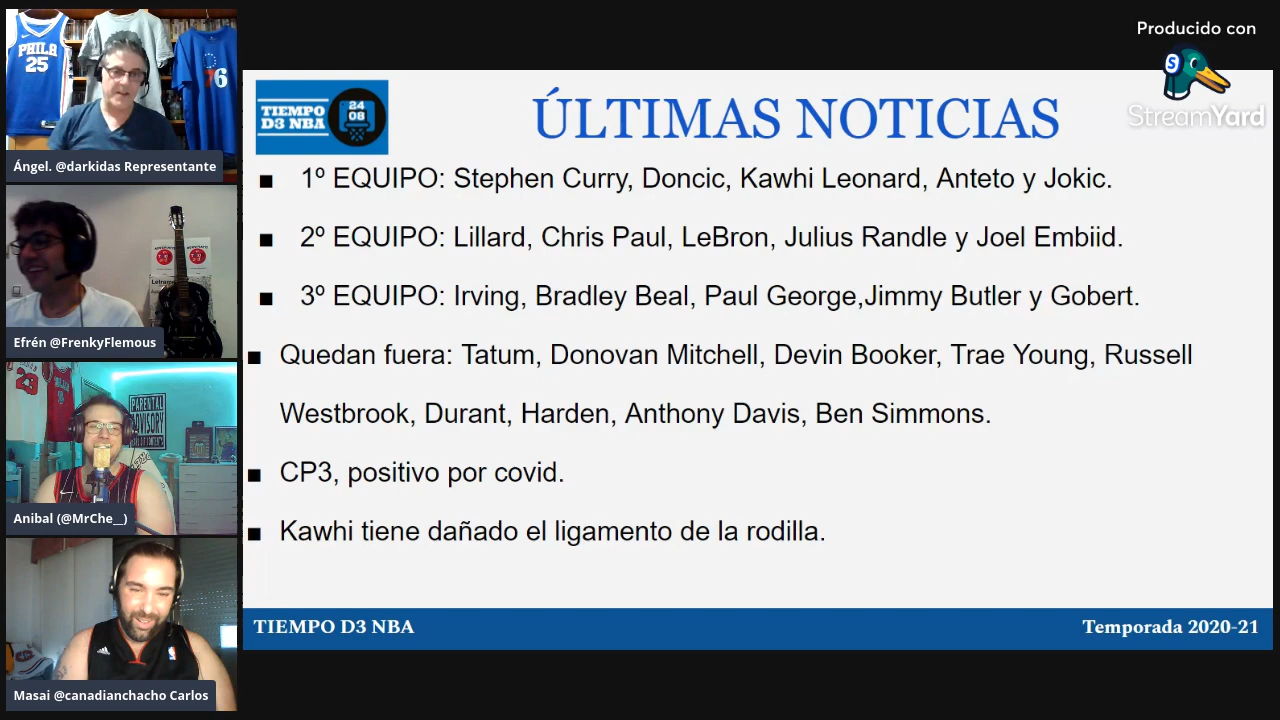 PHILA
25
6
Ángel. @darkidas Representante
Efrén @FrenkyFlemous
23
PARENTAL
ADVISORY
Anibal (@MrChe__)
Masai @canadianchacho Carlos
Producido con
S
StreamYard
TIEMPO
D3 NBA
24
08
ÚLTIMAS NOTICIAS
■ 1º EQUIPO: Stephen Curry, Doncic, Kawhi Leonard, Anteto y Jokic.
■ 2º EQUIPO: Lillard, Chris Paul, LeBron, Julius Randle y Joel Embiid.
■ 3º EQUIPO: Irving, Bradley Beal, Paul George,Jimmy Butler y Gobert.
■ Quedan fuera: Tatum, Donovan Mitchell, Devin Booker, Trae Young, Russell
Westbrook, Durant, Harden, Anthony Davis, Ben Simmons.
■ CP3, positivo por covid.
■ Kawhi tiene dañado el ligamento de la rodilla.
TIEMPO D3 NBA
Temporada 2020-21